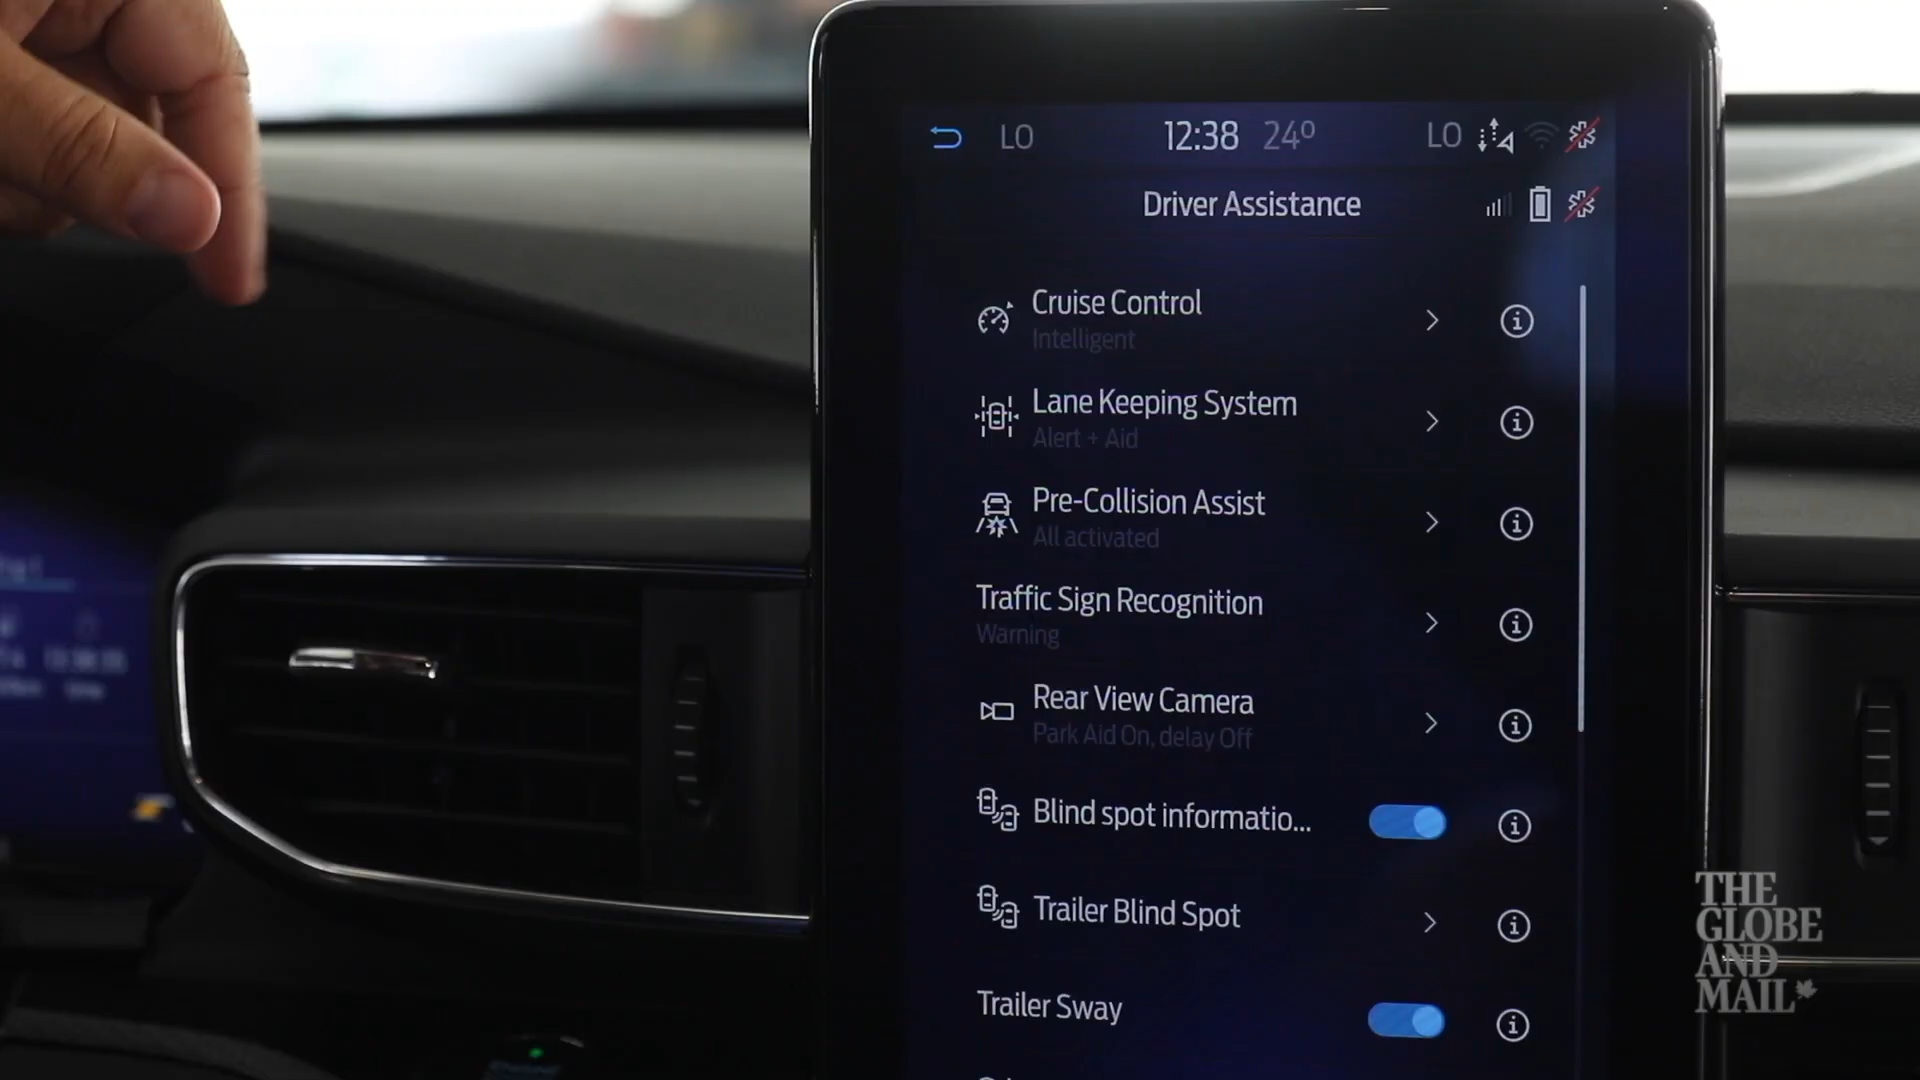 LO 12:38 24° LO
Driver Assistance
Cruise Control
Intelligent
Lane Keeping System
Alert + Aid
Pre-Collision Assist
All activated
Traffic Sign Recognition
Warning
Rear View Camera
Park Aid On, delay Off
Blind spot informatio...
Trailer Blind Spot
Trailer Sway
THE
GLOBE
AND
MAIL